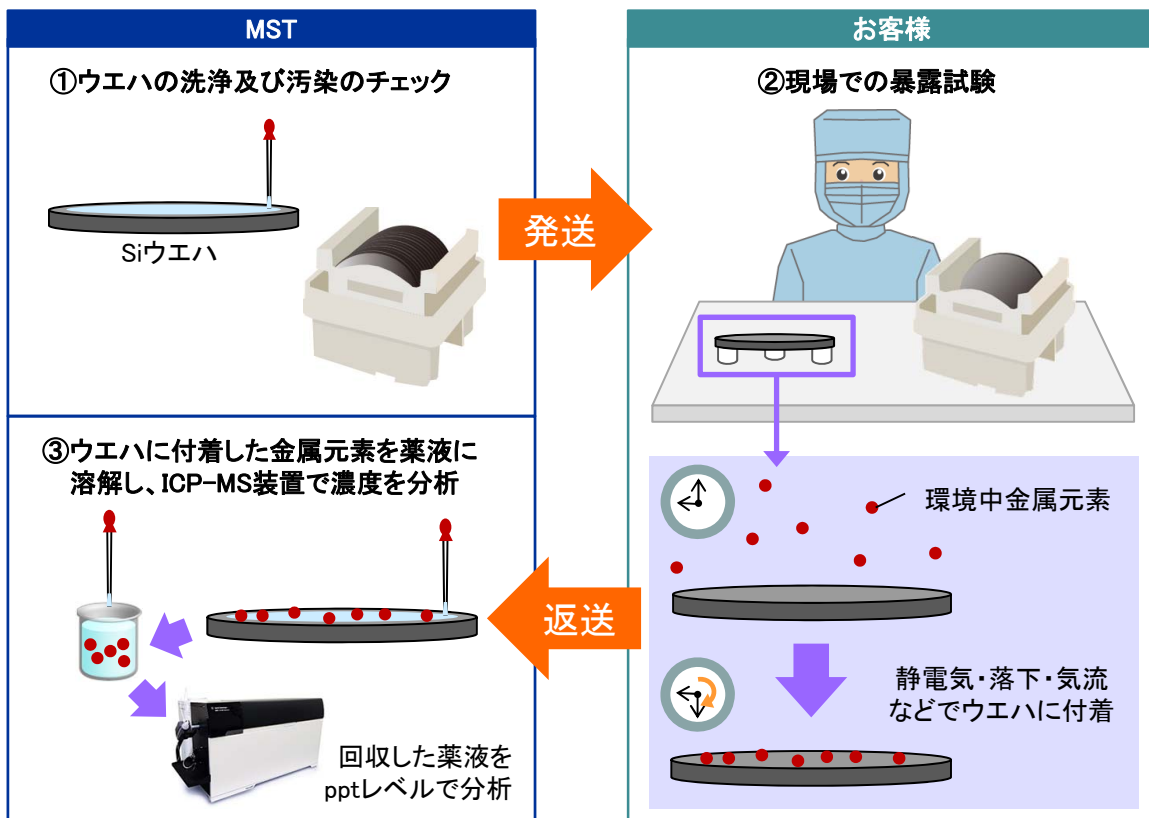 MST
①ウエハの洗浄及び汚染のチェック
Siウエハ
発送
お客様
②現場での暴露試験
環境中金属元素
静電気・落下・気流
などでウエハに付着
返送
③ウエハに付着した金属元素を薬液に
溶解し、ICP-MS装置で濃度を分析
回収した薬液を
pptレベルで分析